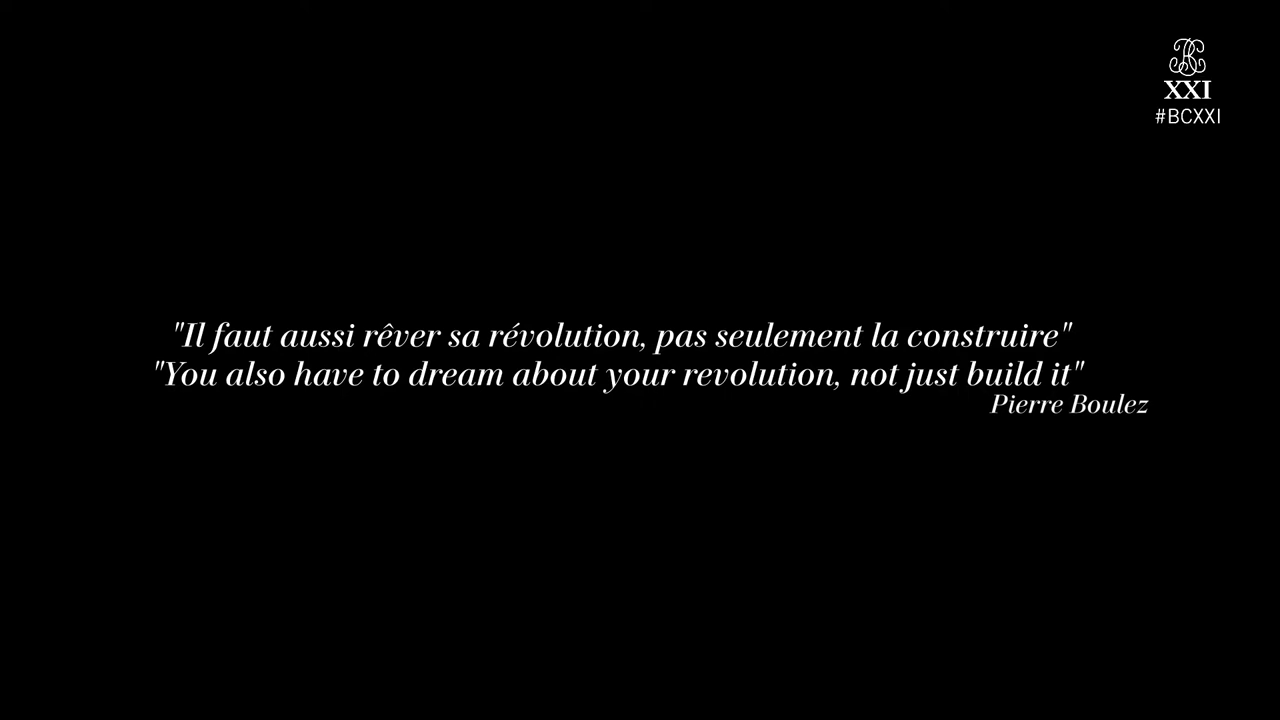 XXI
#BCXXI
"Il faut aussi rêver sa révolution, pas seulement la construire"
"You also have to dream about your revolution, not just build it"
Pierre Boulez